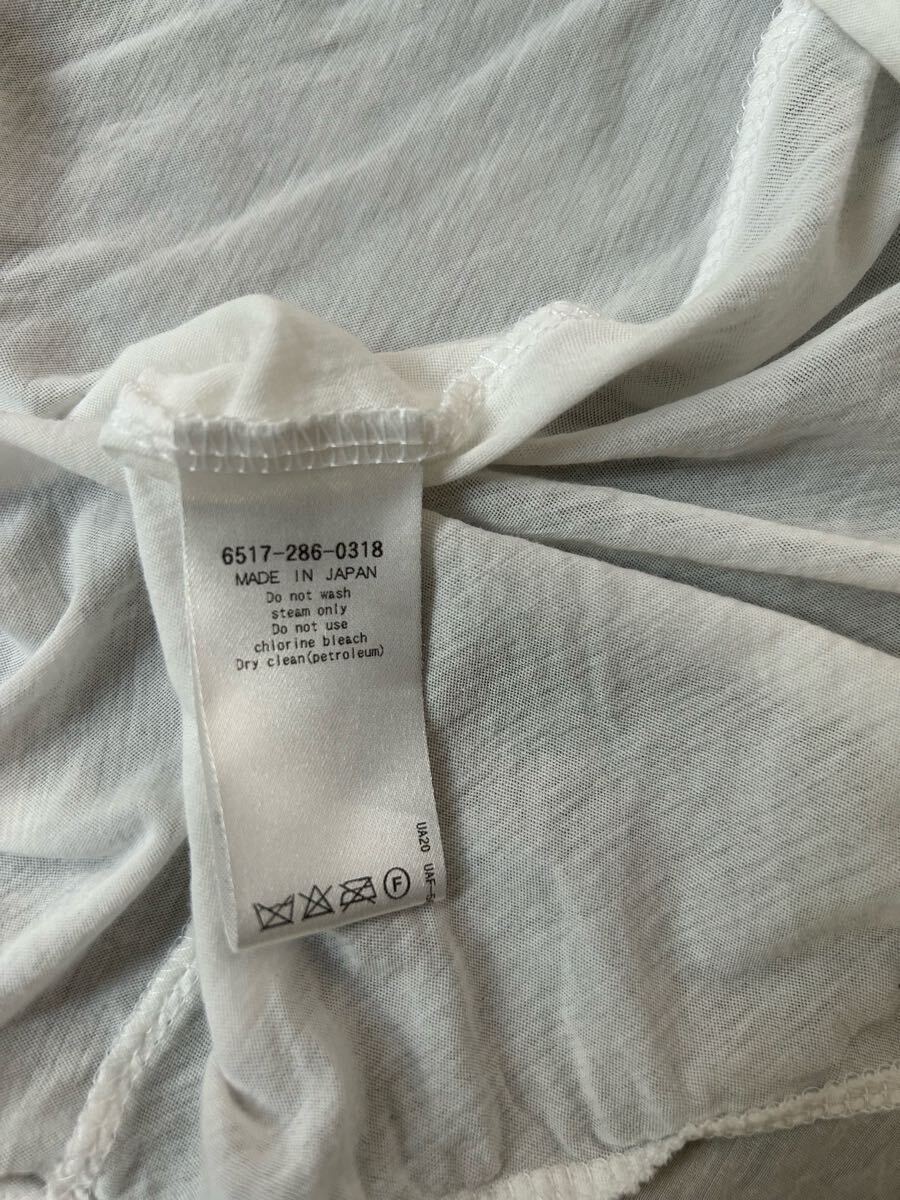 6517-286-0318
MADE IN JAPAN
Do not wash
steam only
Do not use
chlorine bleach
Dry clean(petroleum)
UA20 UAF-
F